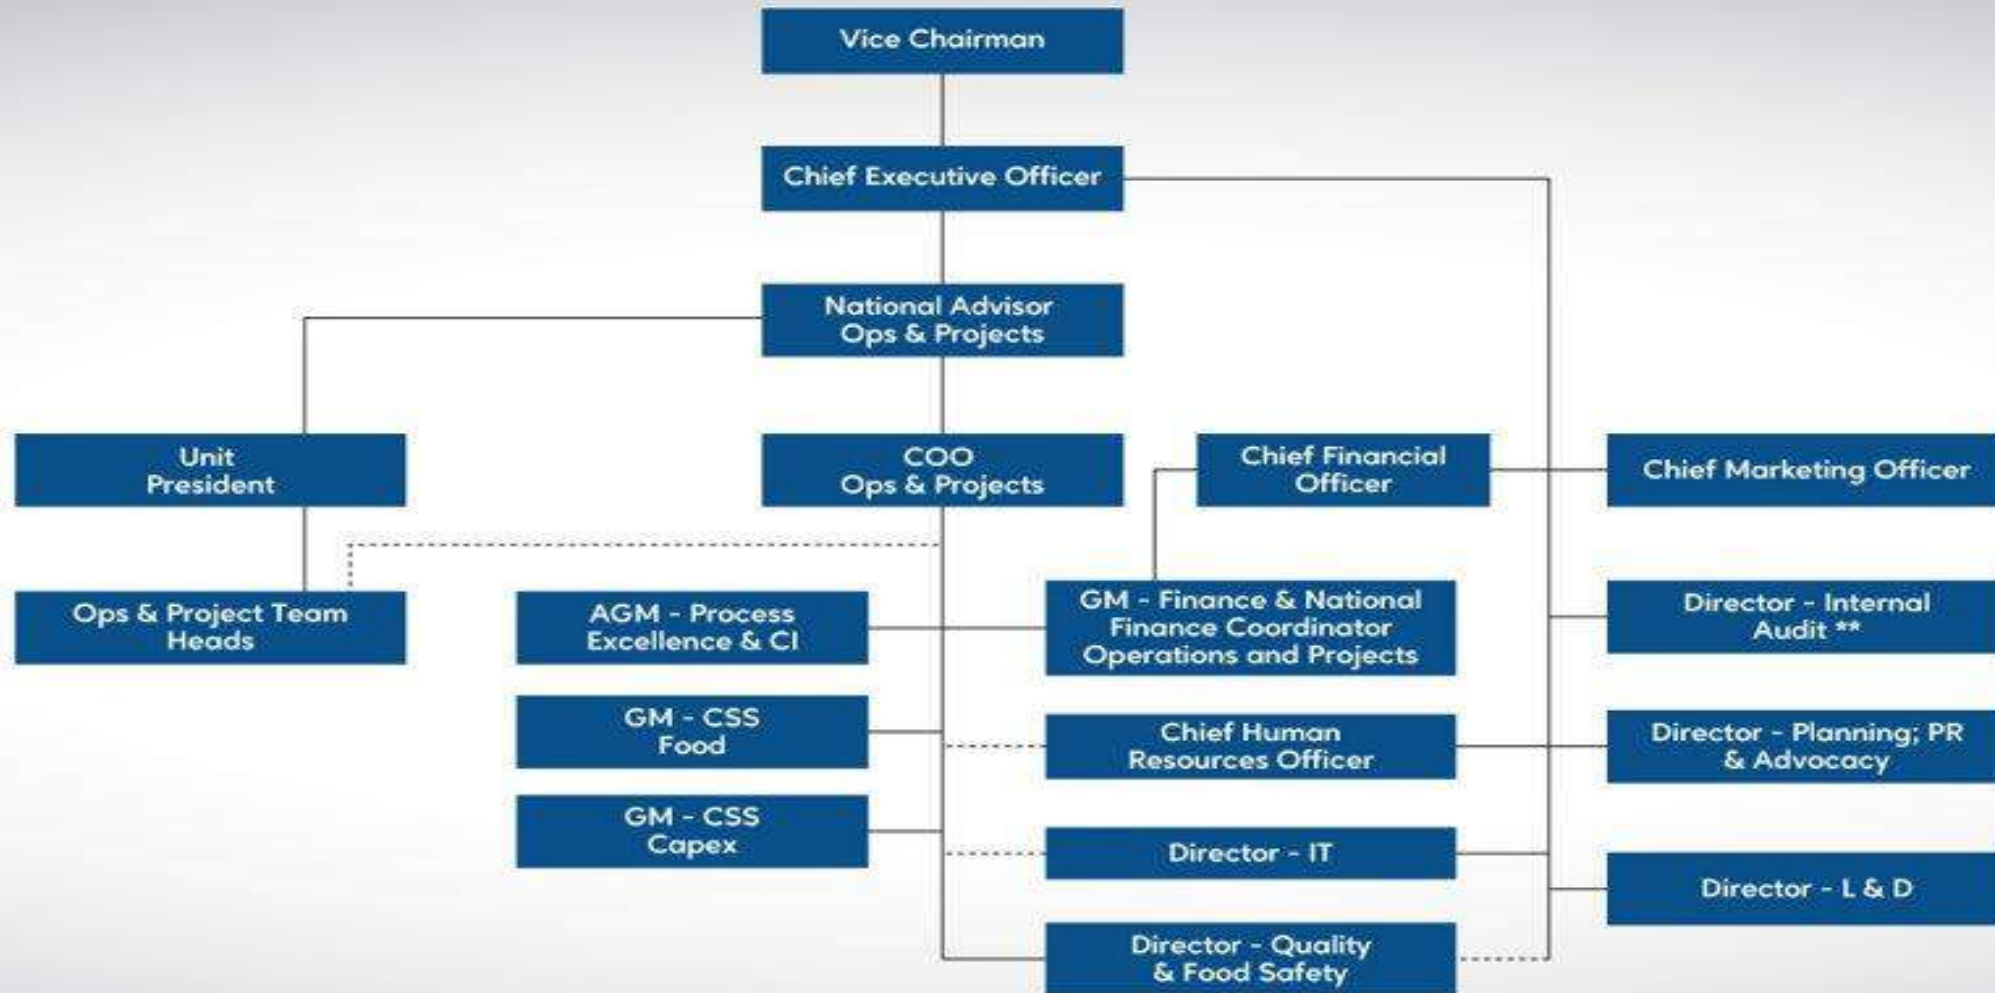 Vice Chairman
Chief Executive Officer
National Advisor
Ops & Projects
Unit
President
COO
Ops & Projects
Chief Financial
Officer
Chief Marketing Officer
Ops & Project Team
Heads
AGM - Process
Excellence & CI
GM - Finance & National
Finance Coordinator
Operations and Projects
Director - Internal
Audit **
GM - CSS
Food
Chief Human
Resources Officer
Director - Planning; PR
& Advocacy
GM - CSS
Capex
Director - IT
Director - L & D
Director - Quality
& Food Safety